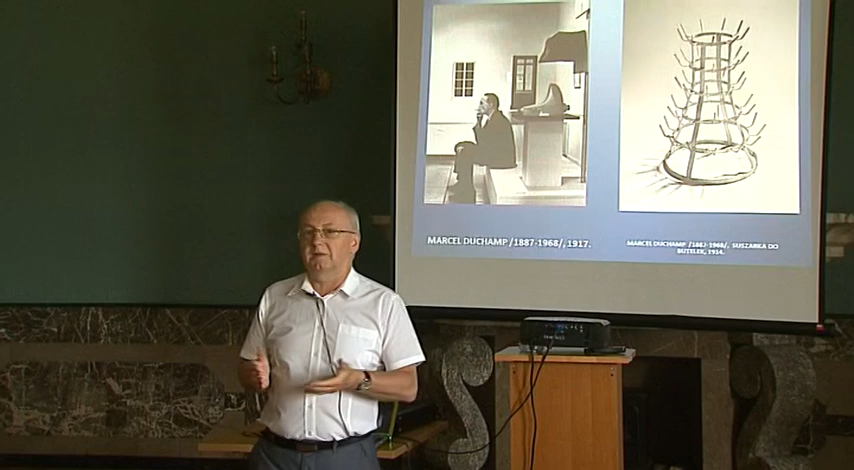 MARCEL DUCHAMP /1887-1968/, 1917.
MARCEL DUCHAMP /1887-1968/, SUSZARKA DO
BUTELEK, 1914.